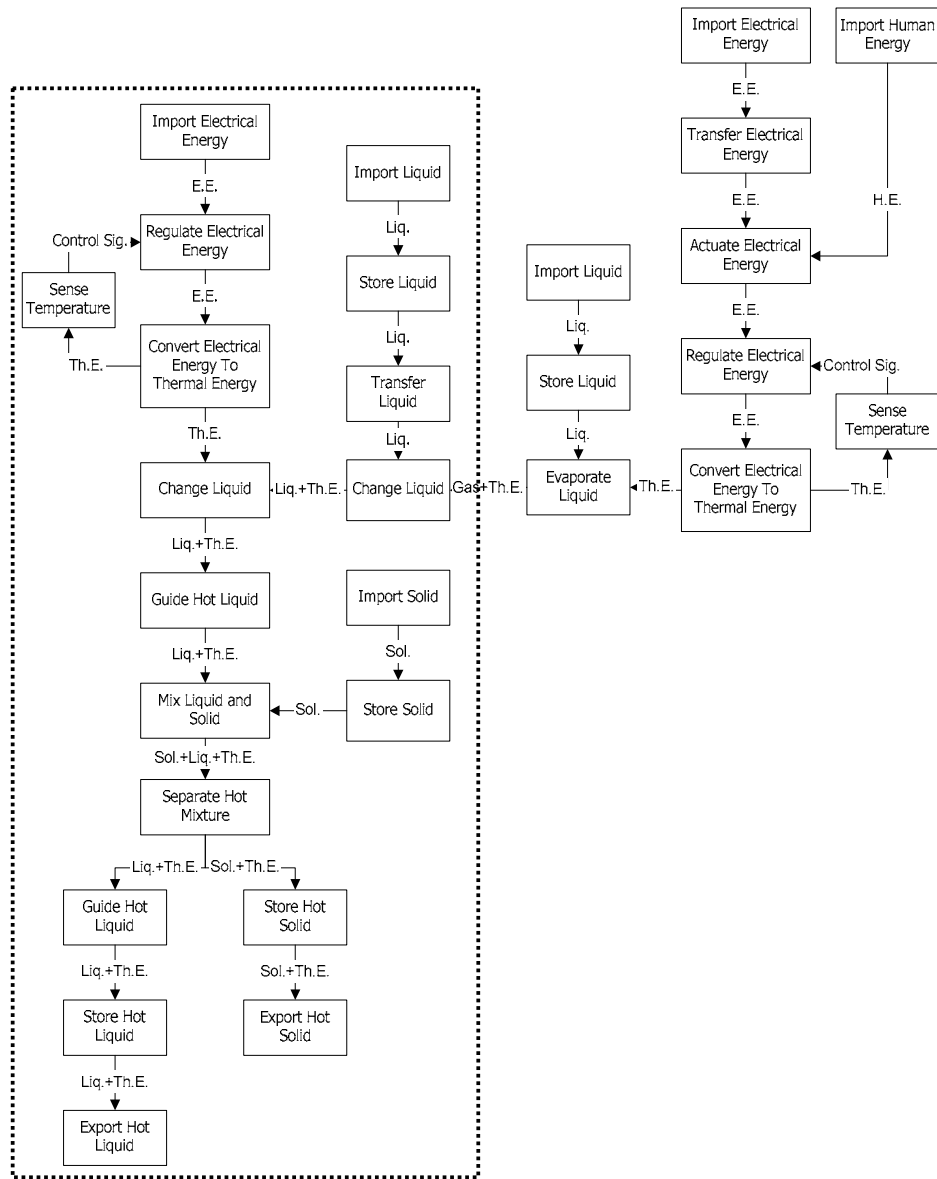 Import Electrical
Energy
Import Human
Energy
E.E.
Transfer Electrical
Energy
E.E.
H.E.
Actuate Electrical
Energy
E.E.
Regulate Electrical
Energy
Control Sig.
Sense
Temperature
E.E.
Convert Electrical
Energy To
Thermal Energy
Th.E.
Th.E.
Import Liquid
Liq.
Store Liquid
Liq.
Evaporate
Liquid
Gas+Th.E.
Import Electrical
Energy
E.E.
Control Sig.
Regulate Electrical
Energy
Sense
Temperature
E.E.
Th.E.
Convert Electrical
Energy To
Thermal Energy
Th.E.
Import Liquid
Liq.
Store Liquid
Liq.
Transfer
Liquid
Liq.
Change Liquid
Liq.+Th.E.
Change Liquid
Liq.+Th.E.
Guide Hot Liquid
Import Solid
Liq.+Th.E.
Sol.
Mix Liquid and
Solid
Sol.
Store Solid
Sol.+Liq.+Th.E.
Separate Hot
Mixture
Liq.+Th.E.
Sol.+Th.E.
Guide Hot
Liquid
Store Hot
Solid
Liq.+Th.E.
Sol.+Th.E.
Store Hot
Liquid
Export Hot
Solid
Liq.+Th.E.
Export Hot
Liquid